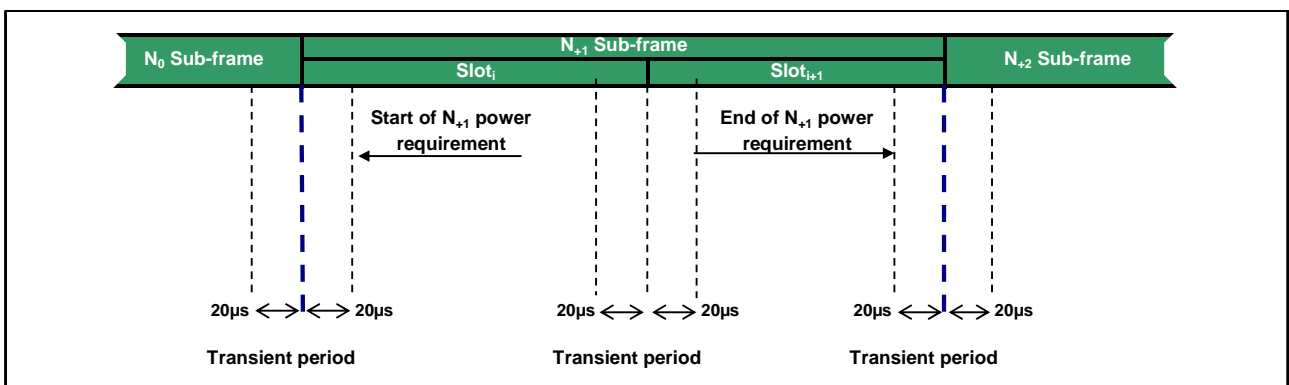 N₊₁ Sub-frame
N₀ Sub-frame
N₊₂ Sub-frame
Slotᵢ
Slotᵢ₊₁
Start of N₊₁ power
requirement
End of N₊₁ power
requirement
20µs 20µs 20µs 20µs 20µs 20µs
Transient period Transient period Transient period